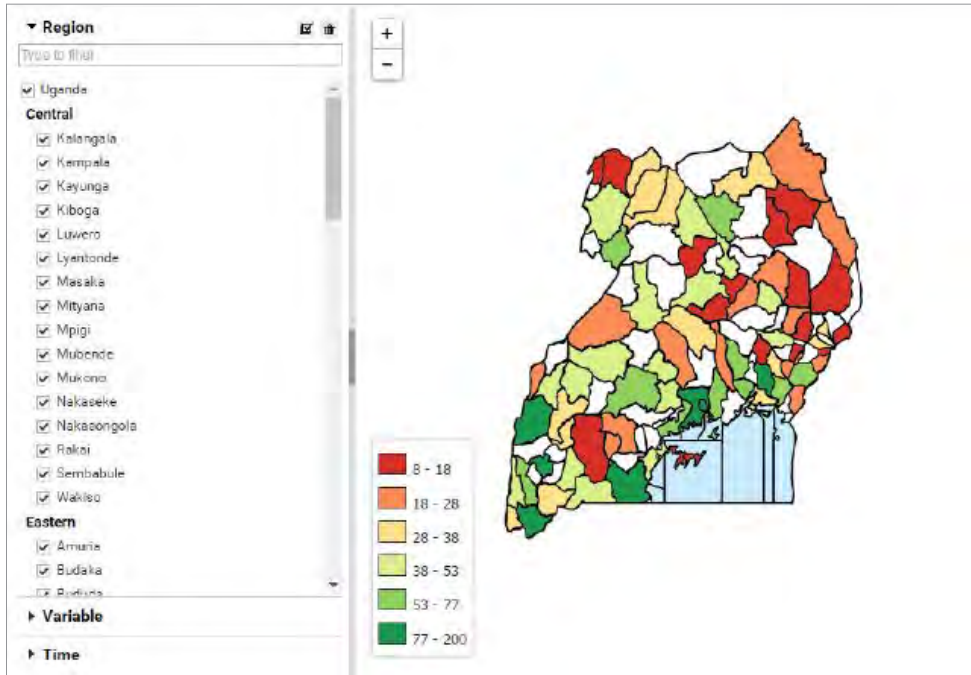 Region
Type to filter
Uganda
Central
Kalangala
Kampala
Kayunga
Kiboga
Luwero
Lyantonde
Masaka
Mityana
Mpigi
Mubende
Mukono
Nakaseke
Nakasongola
Rakai
Sembabule
Wakiso
Eastern
Amuria
Budaka
Bududa
Variable
Time
+
−
8 - 18
18 - 28
28 - 38
38 - 53
53 - 77
77 - 200